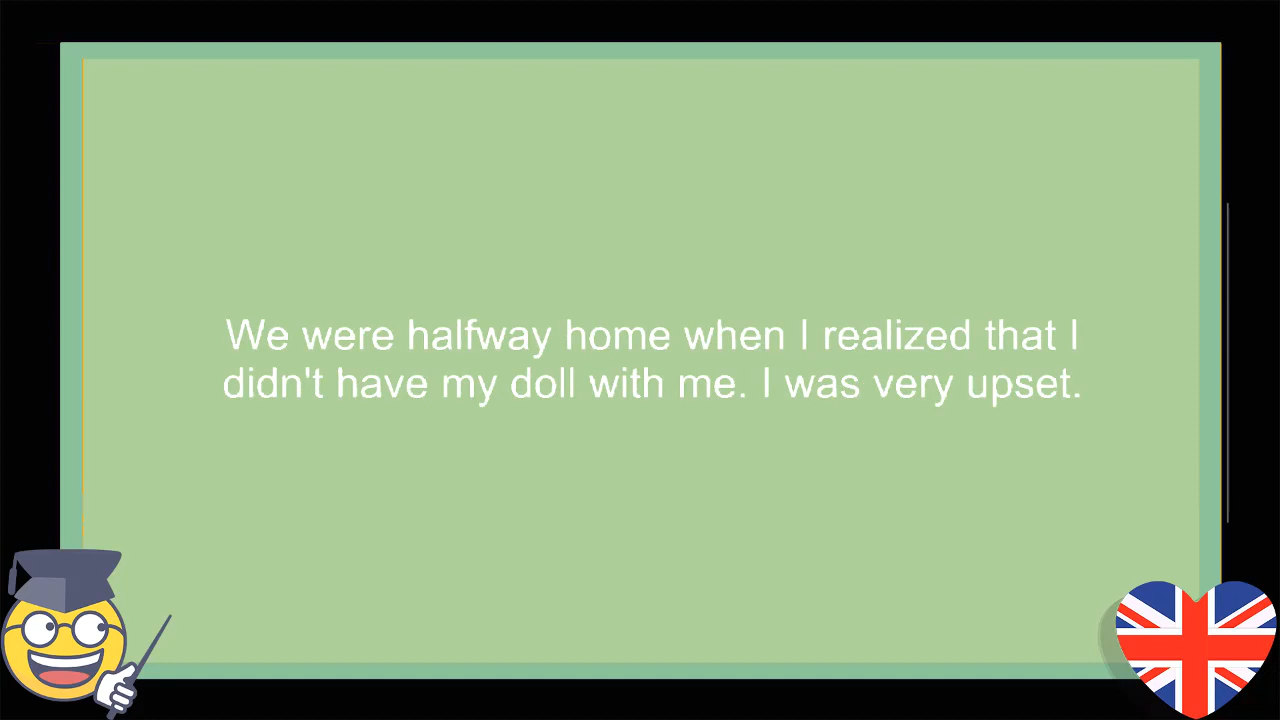 We were halfway home when I realized that I
didn't have my doll with me. I was very upset.